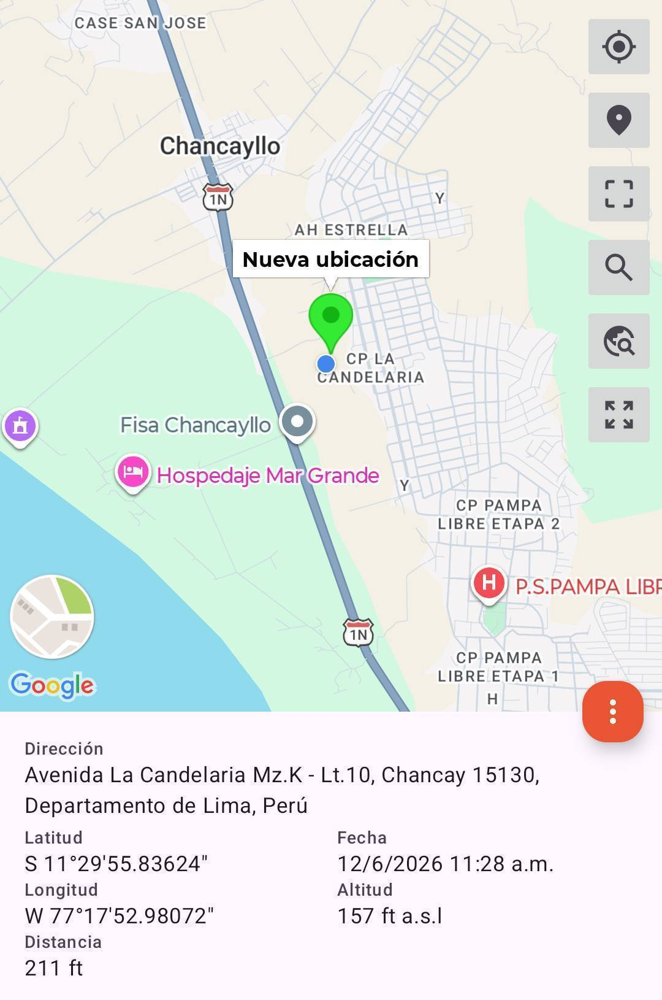 CASE SAN JOSE
Chancayllo
1N
Y
AH ESTRELLA
Nueva ubicación
CP LA
CANDELARIA
Fisa Chancayllo
Hospedaje Mar Grande
Y
CP PAMPA
LIBRE ETAPA 2
H
P.S.PAMPA LIBR
1N
CP PAMPA
LIBRE ETAPA 1
H
Google
Dirección
Avenida La Candelaria Mz.K - Lt.10, Chancay 15130,
Departamento de Lima, Perú
Latitud
S 11°29'55.83624"
Fecha
12/6/2026 11:28 a.m.
Longitud
W 77°17'52.98072"
Altitud
157 ft a.s.l
Distancia
211 ft